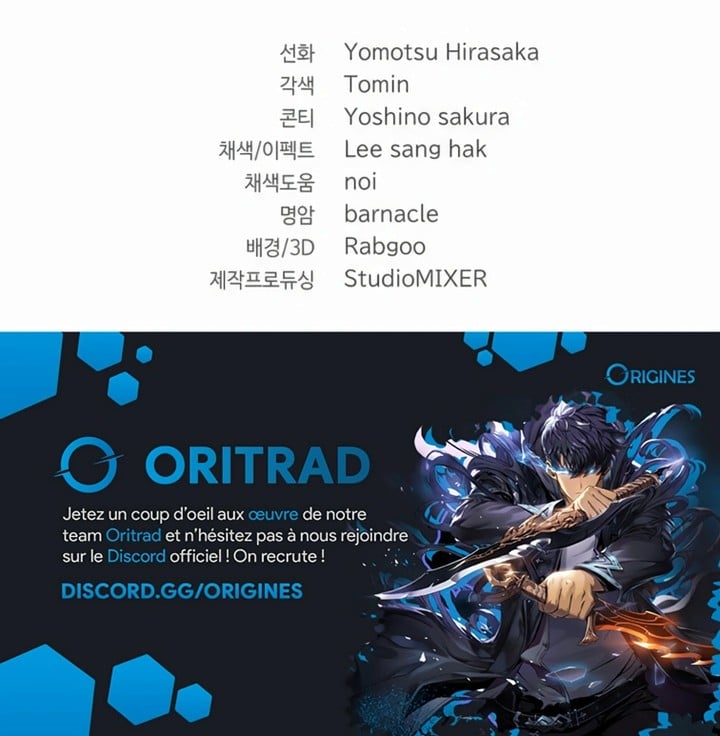 선화 Yomotsu Hirasaka
각색 Tomin
콘티 Yoshino sakura
채색/이펙트 Lee sang hak
채색도움 noi
명암 barnacle
배경/3D Rabgoo
제작프로듀싱 StudioMIXER
ORIGINES
ORITRAD
Jetez un coup d'oeil aux œuvre de notre
team Oritrad et n'hésitez pas à nous rejoindre
sur le Discord officiel ! On recrute !
DISCORD.GG/ORIGINES